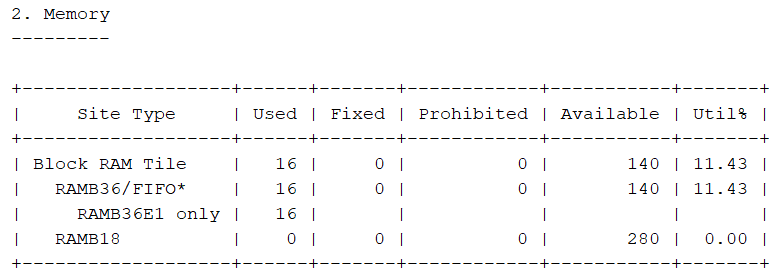 2. Memory
---------
+-------------------+------+-------+------------+-----------+-------+
|     Site Type     | Used | Fixed | Prohibited | Available | Util% |
+-------------------+------+-------+------------+-----------+-------+
| Block RAM Tile    |   16 |     0 |          0 |       140 | 11.43 |
|   RAMB36/FIFO*    |   16 |     0 |          0 |       140 | 11.43 |
|     RAMB36E1 only |   16 |       |            |           |       |
|   RAMB18          |    0 |     0 |          0 |       280 |  0.00 |
+-------------------+------+-------+------------+-----------+-------+